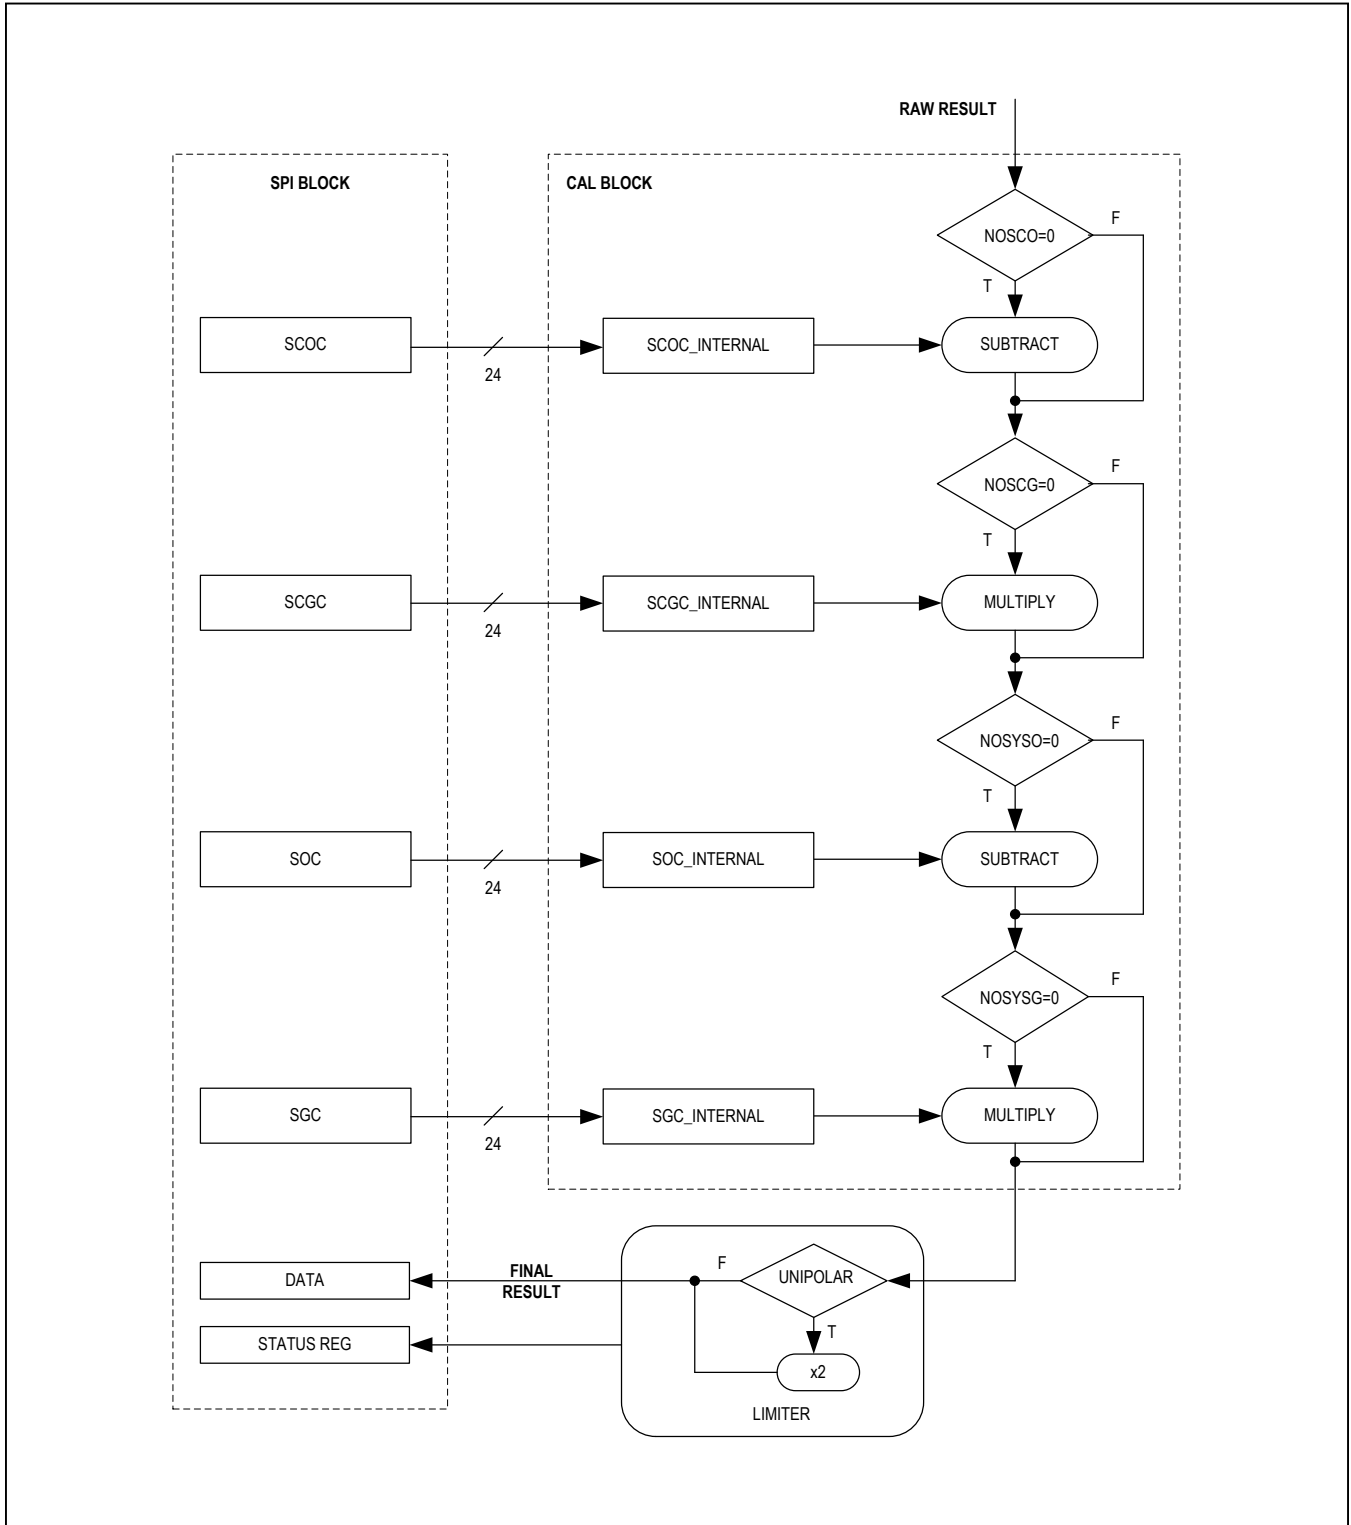 RAW RESULT
SPI BLOCK
CAL BLOCK
NOSCO=0
F
T
SCOC
24
SCOC_INTERNAL
SUBTRACT
NOSCG=0
F
T
SCGC
24
SCGC_INTERNAL
MULTIPLY
NOSYSO=0
F
T
SOC
24
SOC_INTERNAL
SUBTRACT
NOSYSG=0
F
T
SGC
24
SGC_INTERNAL
MULTIPLY
DATA
FINAL
RESULT
F
UNIPOLAR
T
STATUS REG
x2
LIMITER